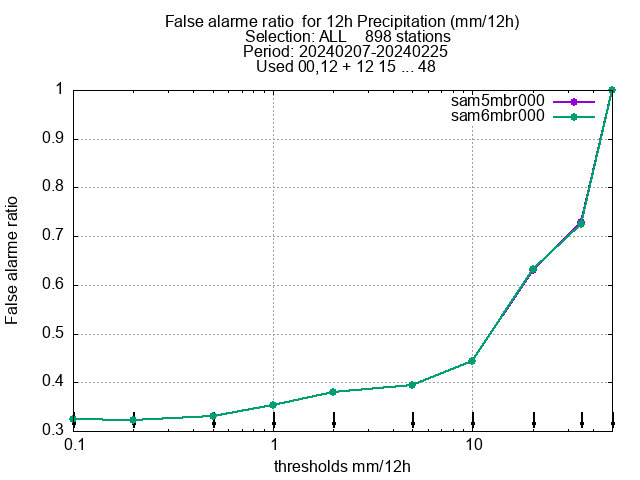 False alarme ratio  for 12h Precipitation (mm/12h)
Selection: ALL    898 stations
Period: 20240207-20240225
Used 00,12 + 12 15 ... 48
sam5mbr000
sam6mbr000
1
0.9
0.8
0.7
0.6
0.5
0.4
0.3
False alarme ratio
0.1
1
10
thresholds mm/12h